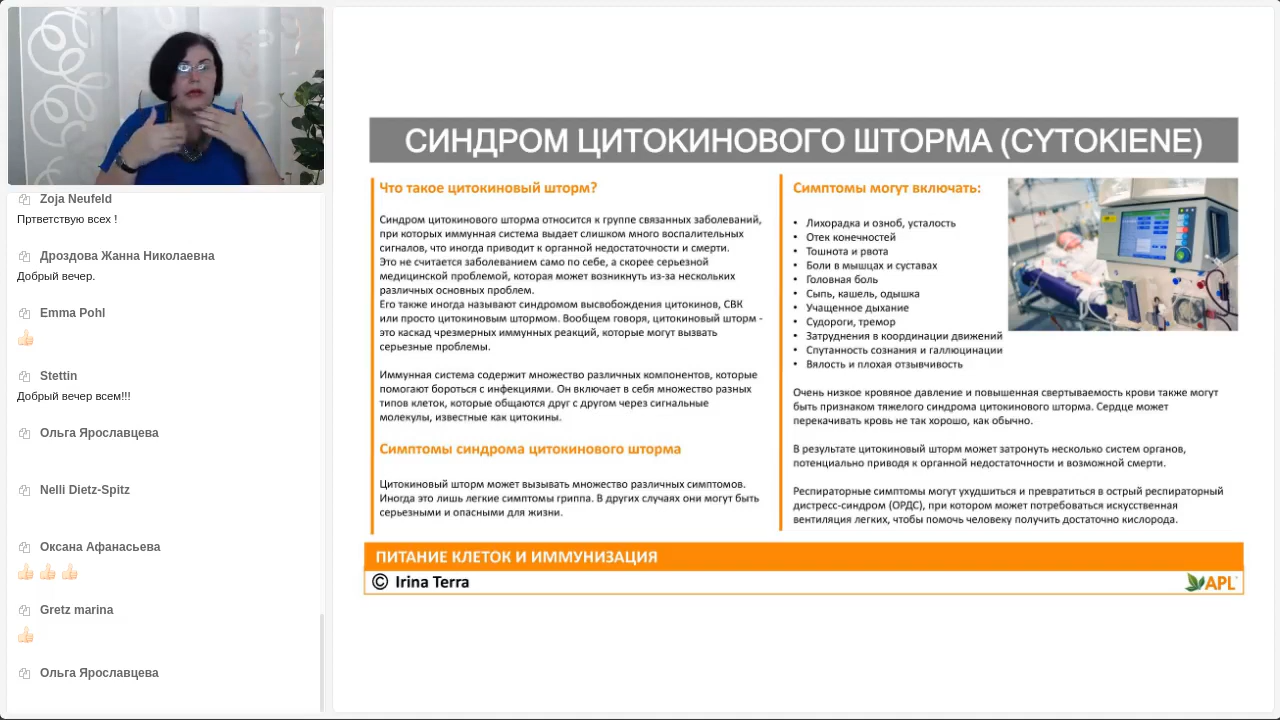 Zoja Neufeld
Пртветствую всех !
Дроздова Жанна Николаевна
Добрый вечер.
Emma Pohl
Stettin
Добрый вечер всем!!!
Ольга Ярославцева
Nelli Dietz-Spitz
Оксана Афанасьева
Gretz marina
Ольга Ярославцева
СИНДРОМ ЦИТОКИНОВОГО ШТОРМА (CYTOKIENE)
Что такое цитокиновый шторм?
Синдром цитокинового шторма относится к группе связанных заболеваний,
при которых иммунная система выдает слишком много воспалительных
сигналов, что иногда приводит к органной недостаточности и смерти.
Это не считается заболеванием само по себе, а скорее серьезной
медицинской проблемой, которая может возникнуть из-за нескольких
различных основных проблем.
Его также иногда называют синдромом высвобождения цитокинов, СВК
или просто цитокиновым штормом. Вообщем говоря, цитокиновый шторм -
это каскад чрезмерных иммунных реакций, которые могут вызвать
серьезные проблемы.
Иммунная система содержит множество различных компонентов, которые
помогают бороться с инфекциями. Он включает в себя множество разных
типов клеток, которые общаются друг с другом через сигнальные
молекулы, известные как цитокины.
Симптомы синдрома цитокинового шторма
Цитокиновый шторм может вызывать множество различных симптомов.
Иногда это лишь легкие симптомы гриппа. В других случаях они могут быть
серьезными и опасными для жизни.
Симптомы могут включать:
• Лихорадка и озноб, усталость
• Отек конечностей
• Тошнота и рвота
• Боли в мышцах и суставах
• Головная боль
• Сыпь, кашель, одышка
• Учащенное дыхание
• Судороги, тремор
• Затруднения в координации движений
• Спутанность сознания и галлюцинации
• Вялость и плохая отзывчивость
Очень низкое кровяное давление и повышенная свертываемость крови также могут
быть признаком тяжелого синдрома цитокинового шторма. Сердце может
перекачивать кровь не так хорошо, как обычно.
В результате цитокиновый шторм может затронуть несколько систем органов,
потенциально приводя к органной недостаточности и возможной смерти.
Респираторные симптомы могут ухудшиться и превратиться в острый респираторный
дистресс-синдром (ОРДС), при котором может потребоваться искусственная
вентиляция легких, чтобы помочь человеку получить достаточно кислорода.
ПИТАНИЕ КЛЕТОК И ИММУНИЗАЦИЯ
© Irina Terra
APL